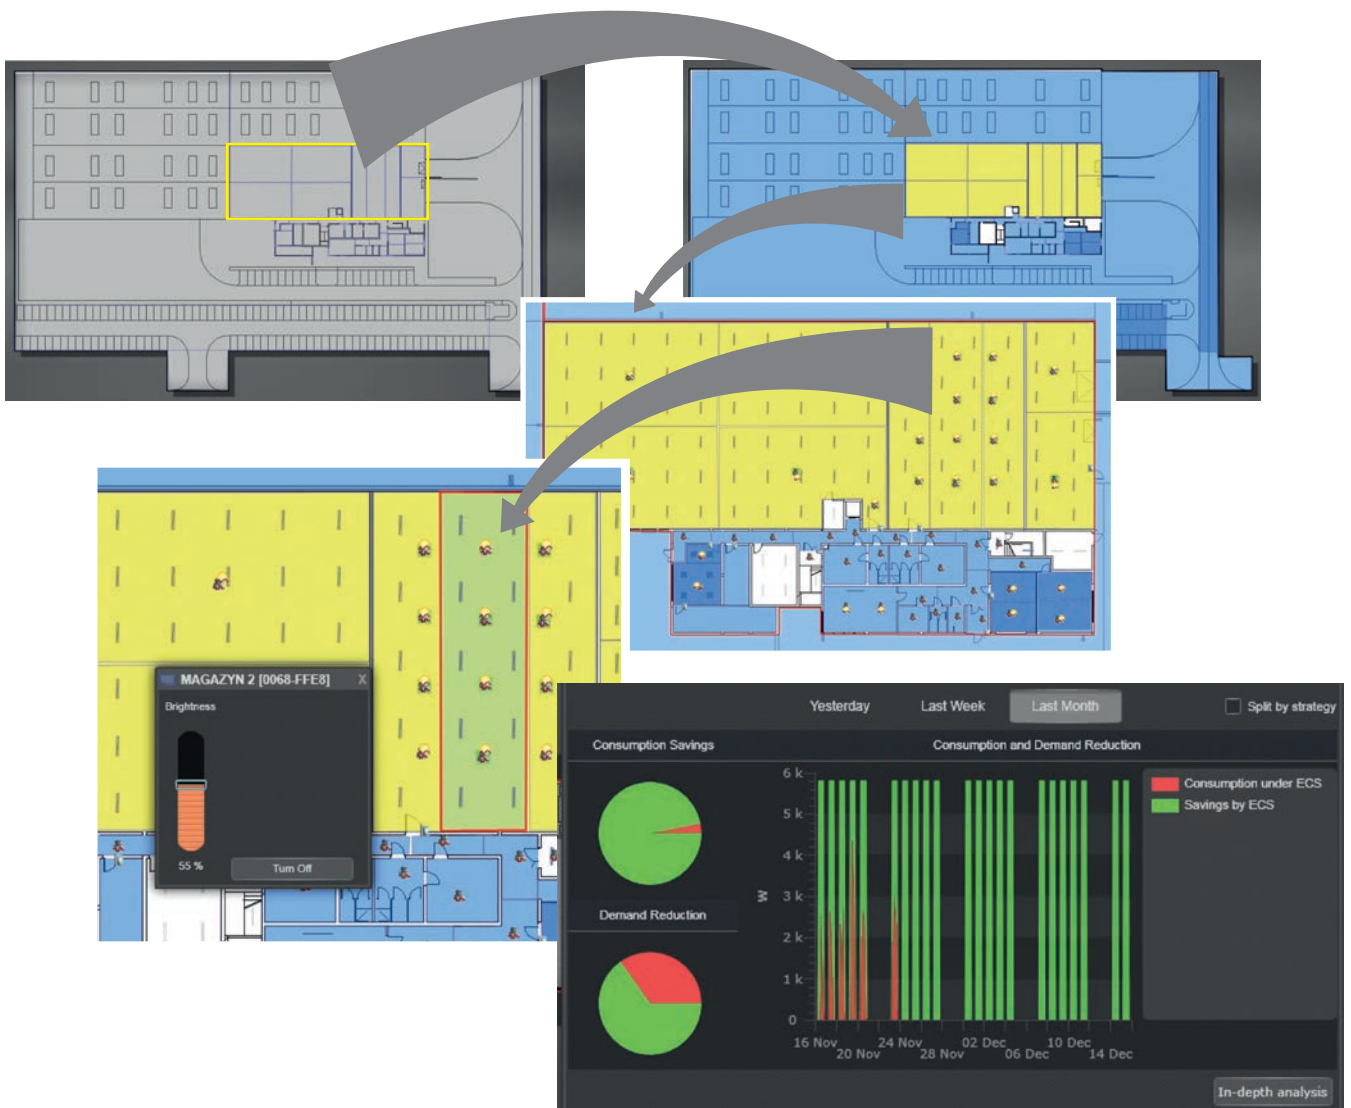 MAGAZYN 2 [0068-FFE8] X
Brightness
55 %
Turn Off
Yesterday Last Week Last Month Split by strategy
Consumption Savings
Consumption and Demand Reduction
Demand Reduction
W
6 k
5 k
4 k
3 k
2 k
1 k
0
16 Nov 24 Nov 02 Dec 10 Dec
20 Nov 28 Nov 06 Dec 14 Dec
Consumption under ECS
Savings by ECS
In-depth analysis